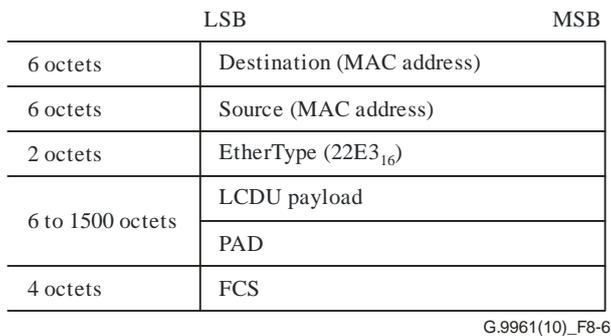 LSB MSB
6 octets Destination (MAC address)
6 octets Source (MAC address)
2 octets EtherType (22E3₁₆)
6 to 1500 octets LCDU payload
PAD
4 octets FCS
G.9961(10)_F8-6